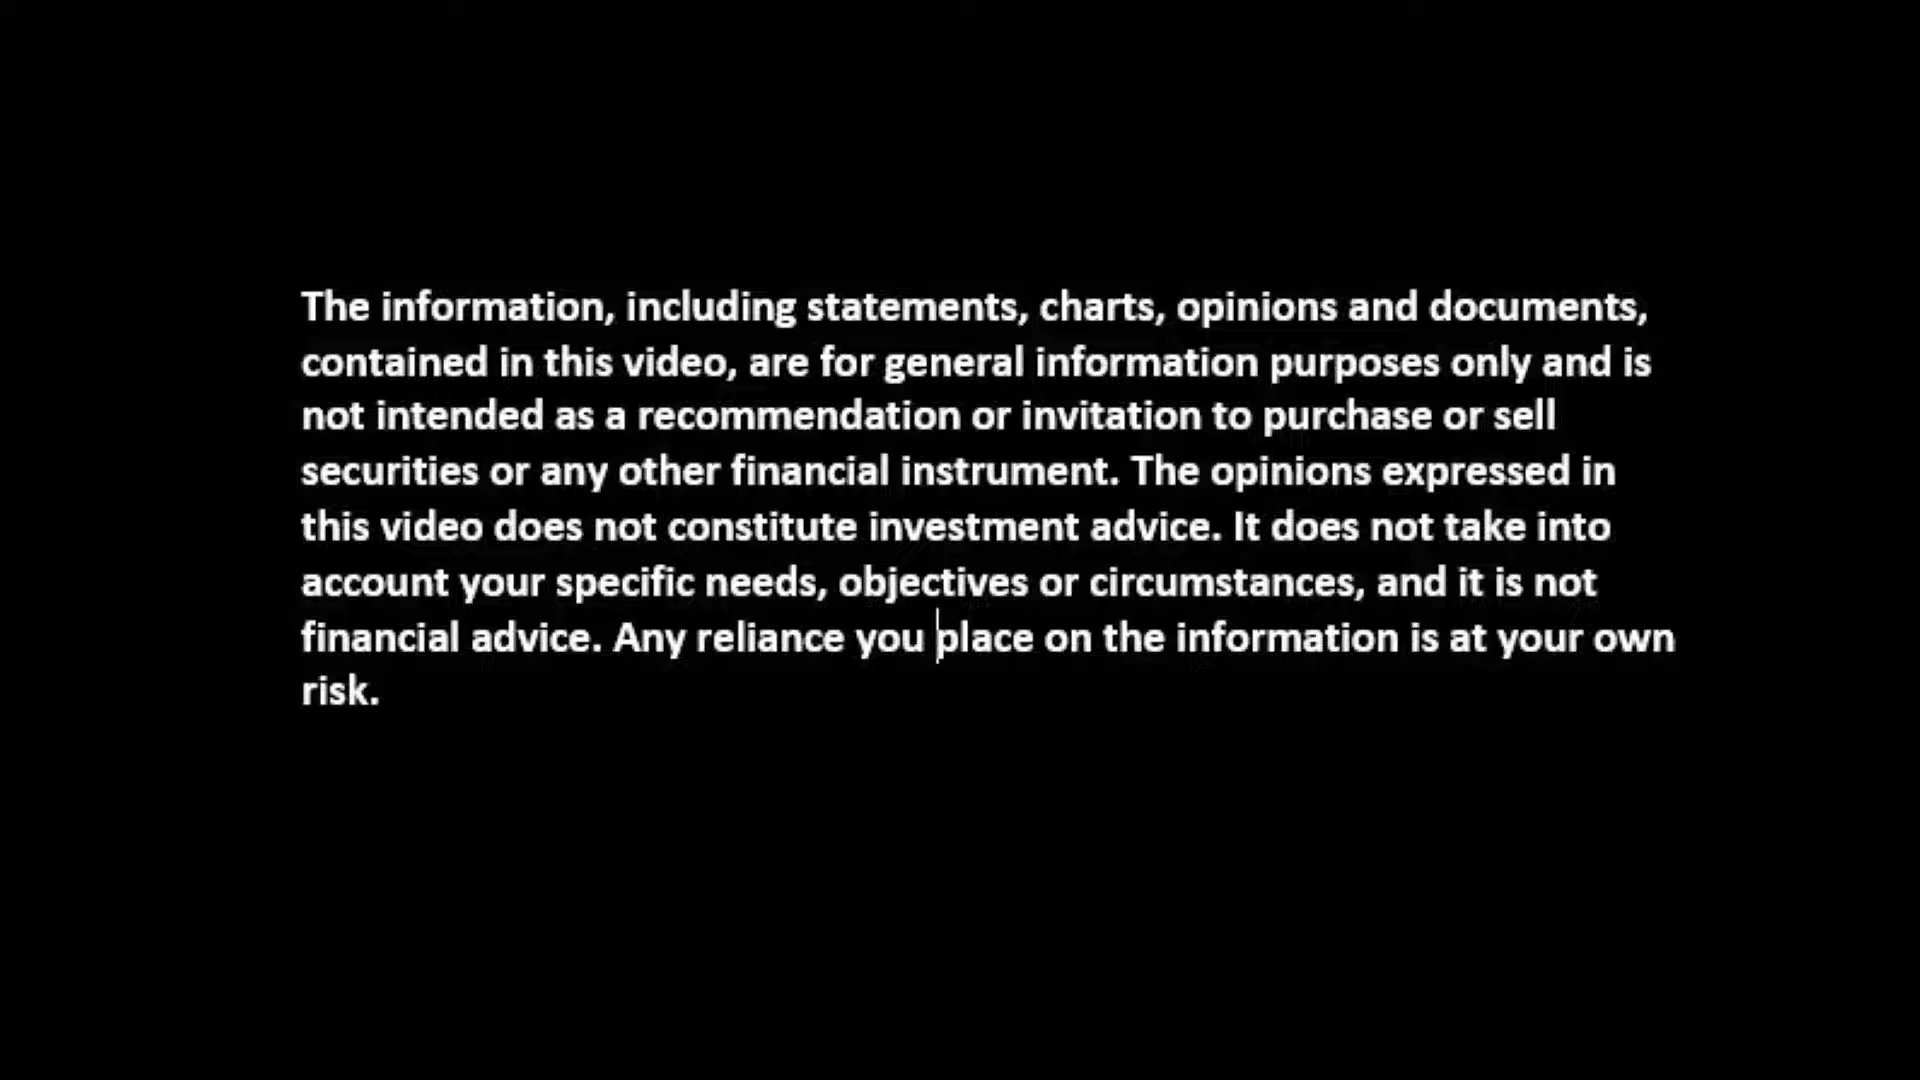 The information, including statements, charts, opinions and documents,
contained in this video, are for general information purposes only and is
not intended as a recommendation or invitation to purchase or sell
securities or any other financial instrument. The opinions expressed in
this video does not constitute investment advice. It does not take into
account your specific needs, objectives or circumstances, and it is not
financial advice. Any reliance you place on the information is at your own
risk.